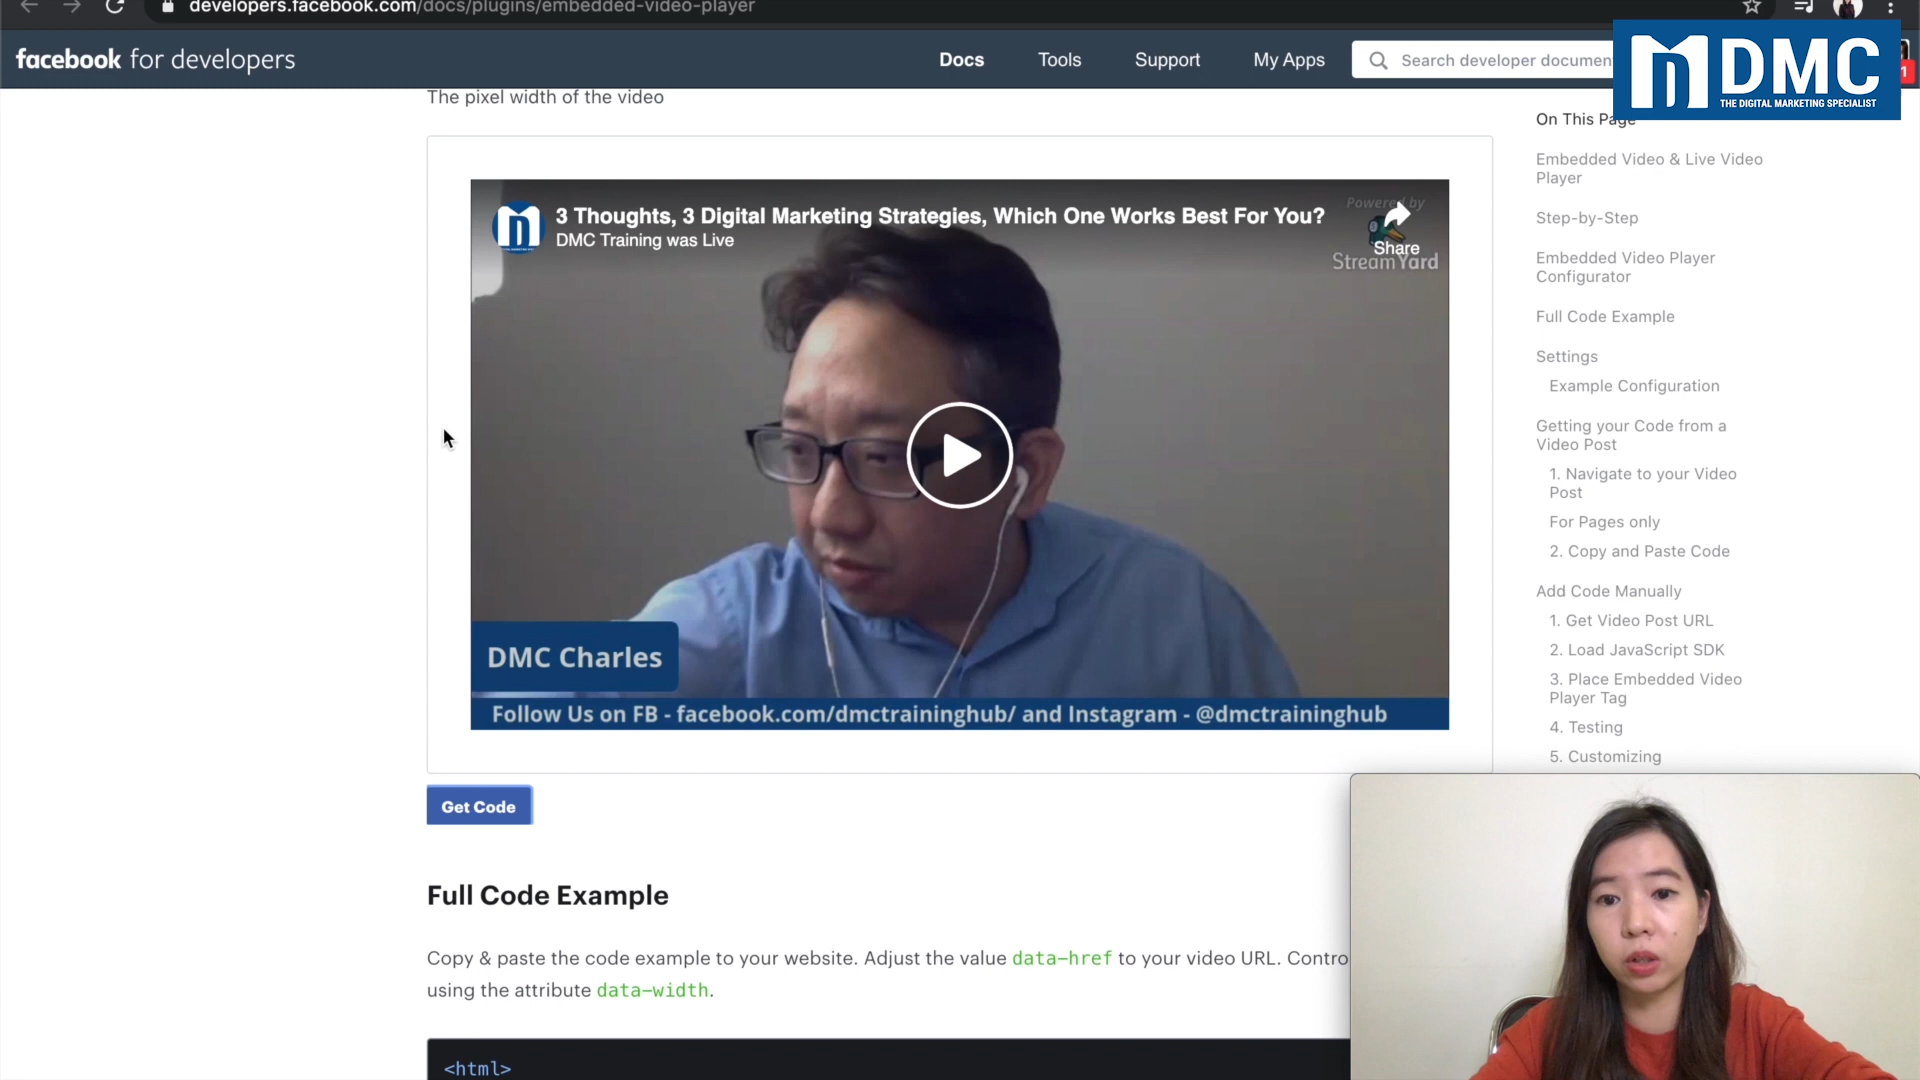 developers.facebook.com/docs/plugins/embedded-video-player
facebook for developers
Docs
Tools
Support
My Apps
Search developer documen
1
DMC
THE DIGITAL MARKETING SPECIALIST
The pixel width of the video
3 Thoughts, 3 Digital Marketing Strategies, Which One Works Best For You?
DMC Training was Live
Powered by
Share
StreamYard
DMC Charles
Follow Us on FB - facebook.com/dmctraininghub/ and Instagram - @dmctraininghub
Get Code
Full Code Example
Copy & paste the code example to your website. Adjust the value data-href to your video URL. Contro
using the attribute data-width.
<html>
On This Page
Embedded Video & Live Video
Player
Step-by-Step
Embedded Video Player
Configurator
Full Code Example
Settings
Example Configuration
Getting your Code from a
Video Post
1. Navigate to your Video
Post
For Pages only
2. Copy and Paste Code
Add Code Manually
1. Get Video Post URL
2. Load JavaScript SDK
3. Place Embedded Video
Player Tag
4. Testing
5. Customizing